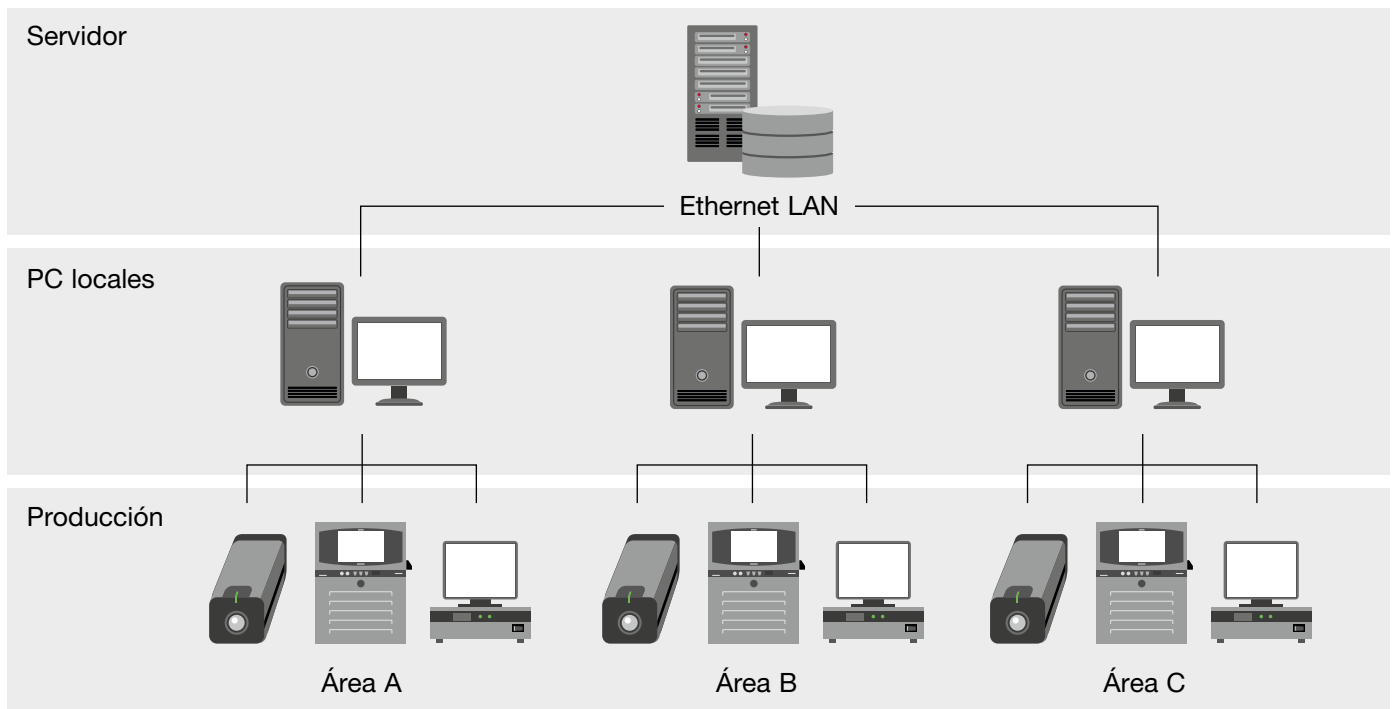 Servidor
Ethernet LAN
PC locales
Producción
Área A
Área B
Área C